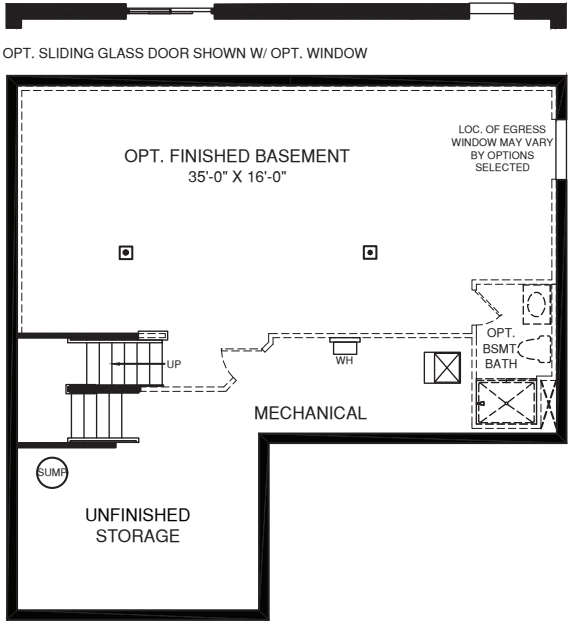 OPT. SLIDING GLASS DOOR SHOWN W/ OPT. WINDOW
LOC. OF EGRESS
WINDOW MAY VARY
BY OPTIONS
SELECTED
OPT. FINISHED BASEMENT
35'-0" X 16'-0"
OPT.
BSMT.
BATH
UP
WH
MECHANICAL
SUMP
UNFINISHED
STORAGE